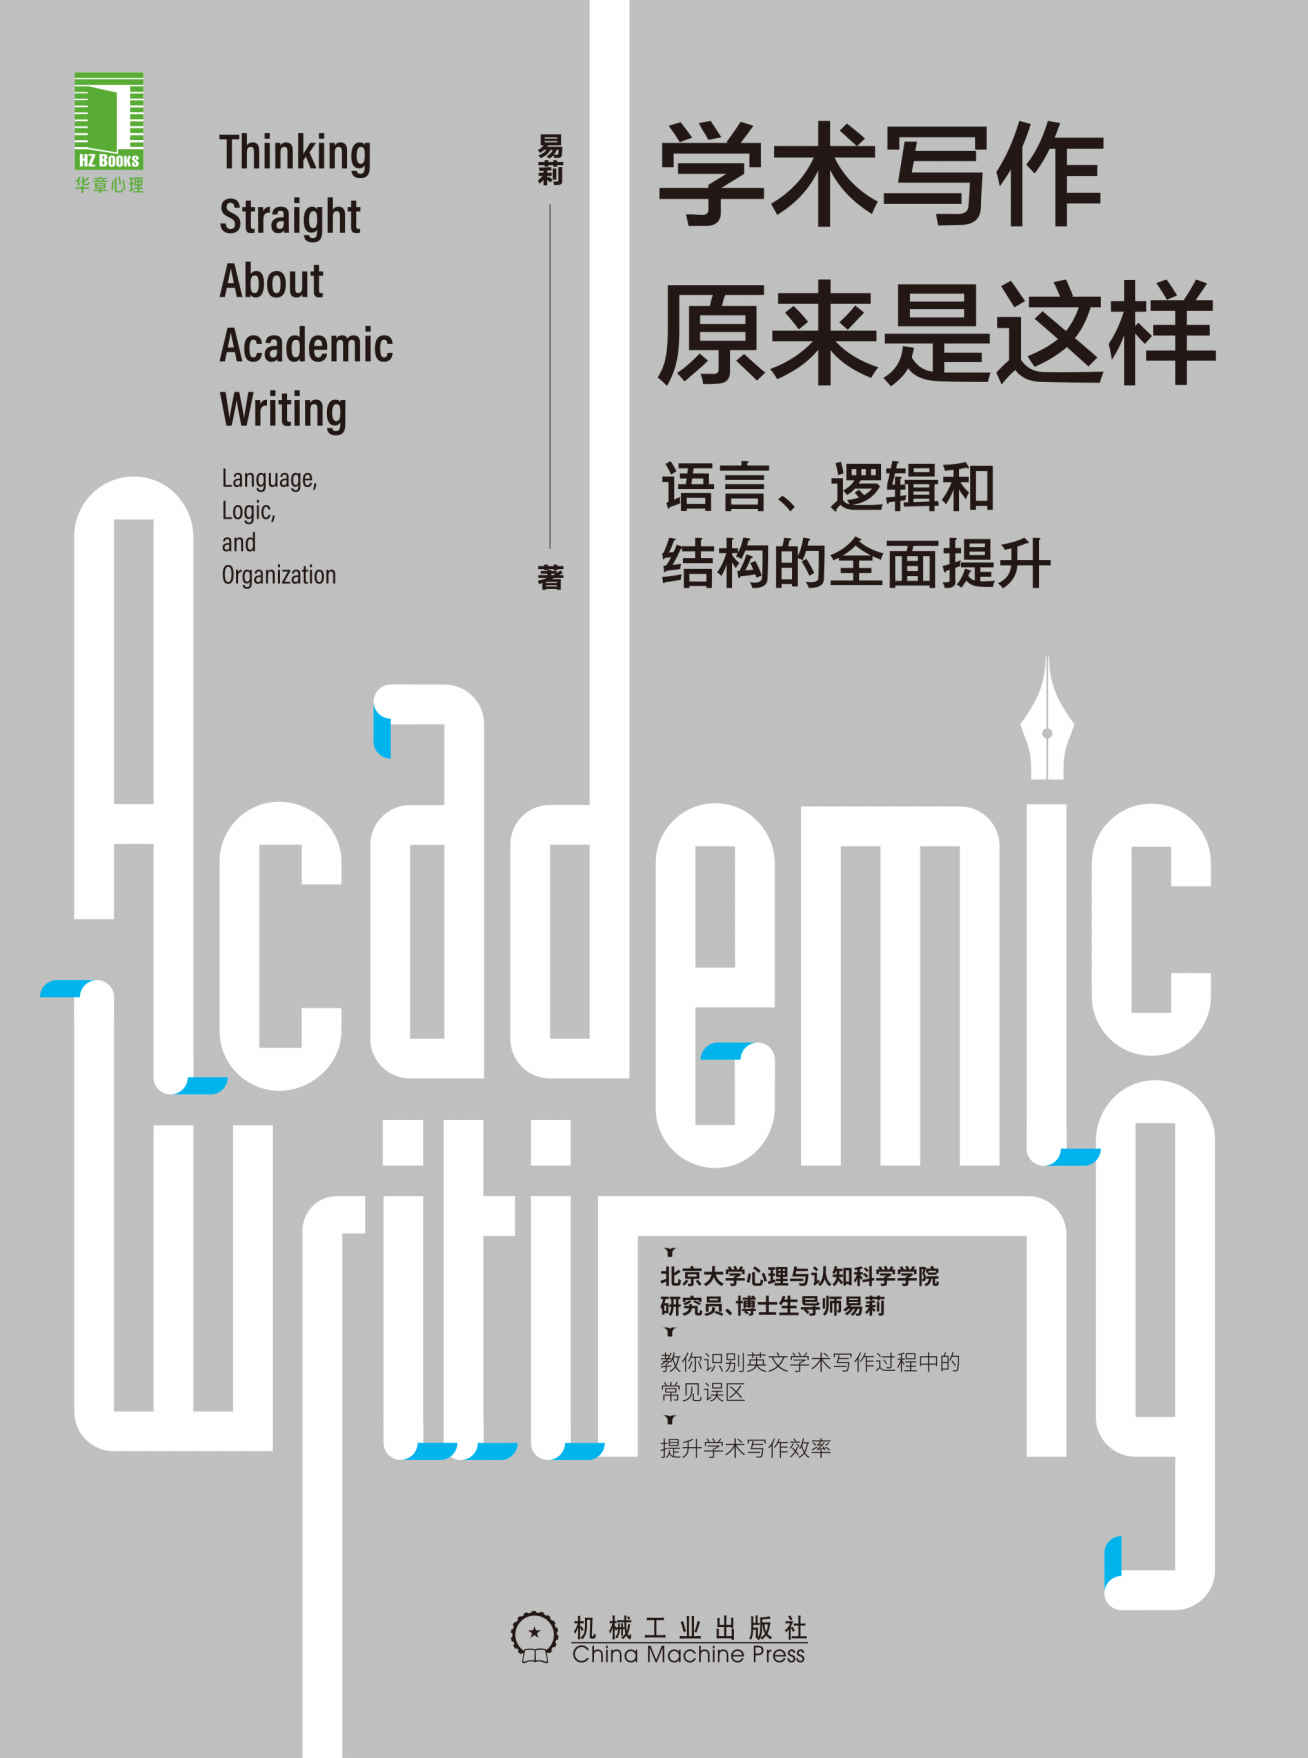 HZ BOOKS
华章心理
Thinking
Straight
About
Academic
Writing
Language,
Logic,
and
Organization
易莉
著
学术写作
原来是这样
语言、逻辑和
结构的全面提升
Academic
writing
北京大学心理与认知科学学院
研究员、博士生导师易莉
教你识别英文学术写作过程中的
常见误区
提升学术写作效率
机械工业出版社
China Machine Press